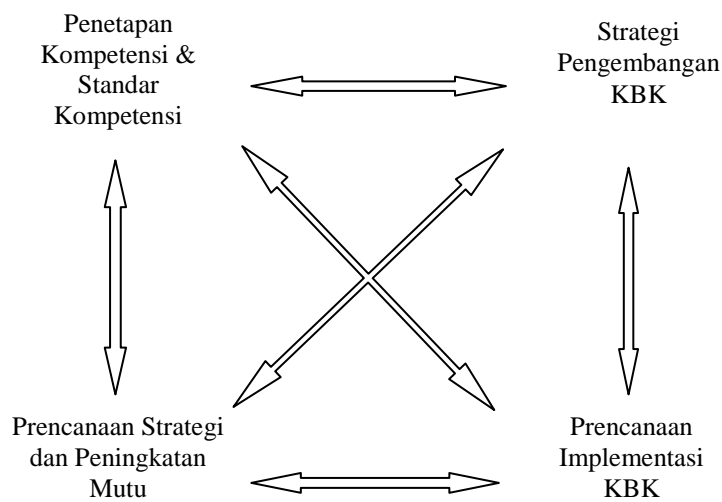 Penetapan
Kompetensi &
Standar
Kompetensi
Strategi
Pengembangan
KBK
Prencanaan Strategi
dan Peningkatan
Mutu
Prencanaan
Implementasi
KBK